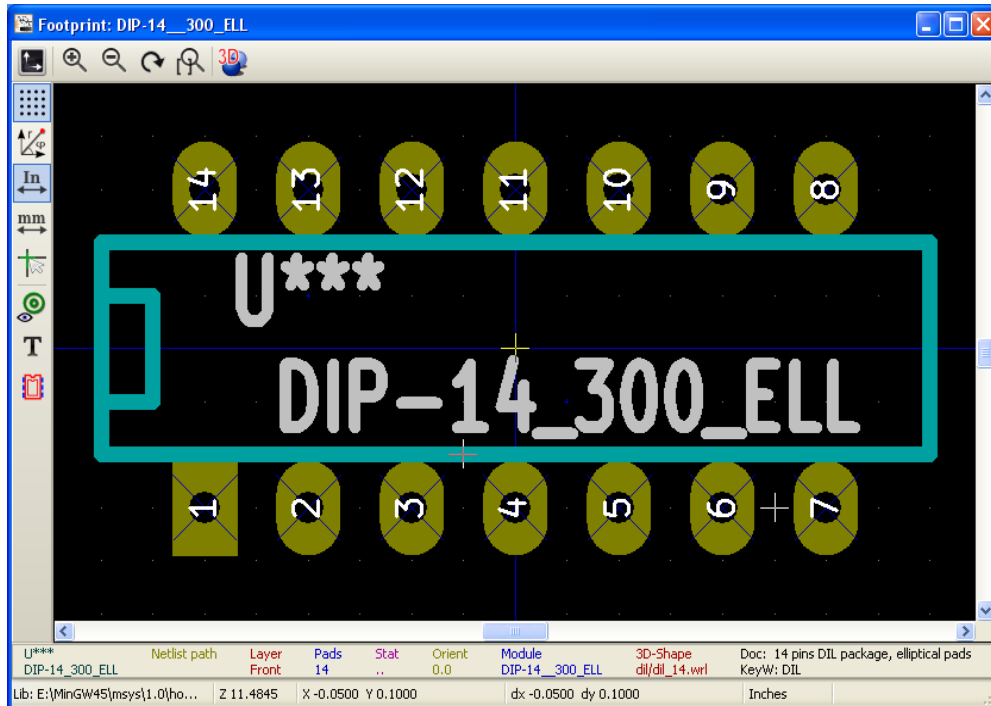 Footprint: DIP-14__300_ELL
3D
r
φ
In
mm
T
14 13 12 11 10 9 8
U***
DIP-14_300_ELL
1 2 3 4 5 6 7
U*** Netlist path Layer Pads Stat Orient Module 3D-Shape Doc: 14 pins DIL package, elliptical pads
DIP-14_300_ELL Front 14 .. 0.0 DIP-14__300_ELL dil/dil_14.wrl KeyW: DIL
Lib: E:\MinGW45\msys\1.0\ho... Z 11.4845 X -0.0500 Y 0.1000 dx -0.0500 dy 0.1000 Inches